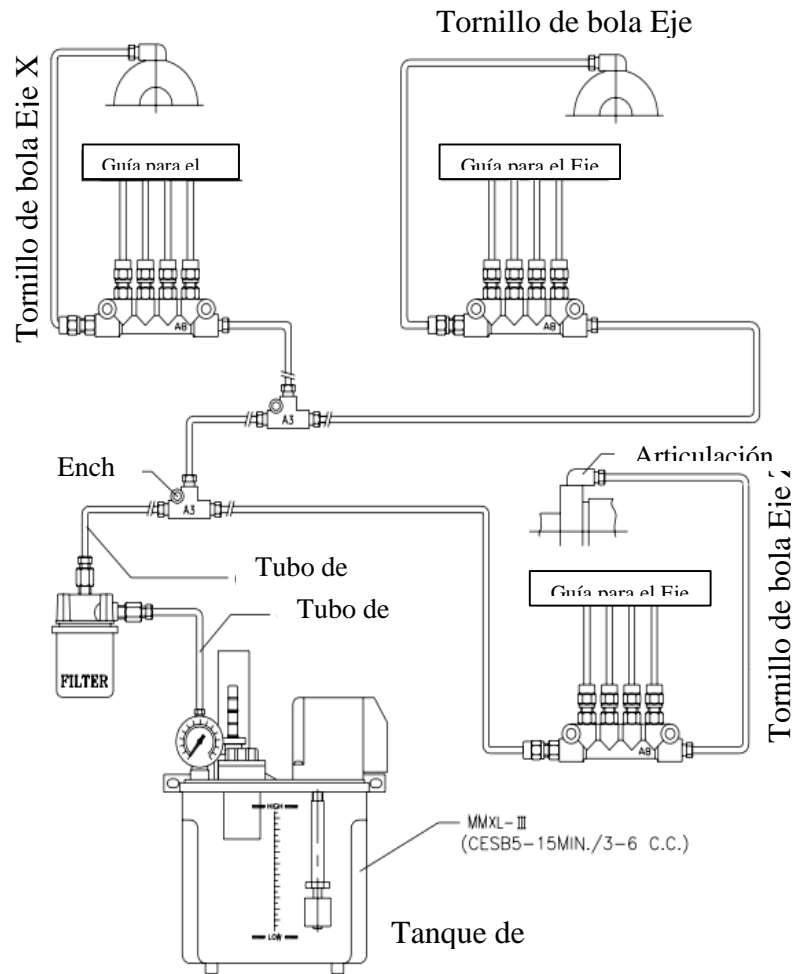 Tornillo de bola Eje
Tornillo de bola Eje X
Guía para el
Guía para el Eje
A8
A8
A3
Ench
Articulación
A3
Tornillo de bola Eje
Tubo de
Guía para el Eje
Tubo de
FILTER
A8
HIGH
MMXL-III
(CESB5-15MIN./3-6 C.C.)
LOW
Tanque de